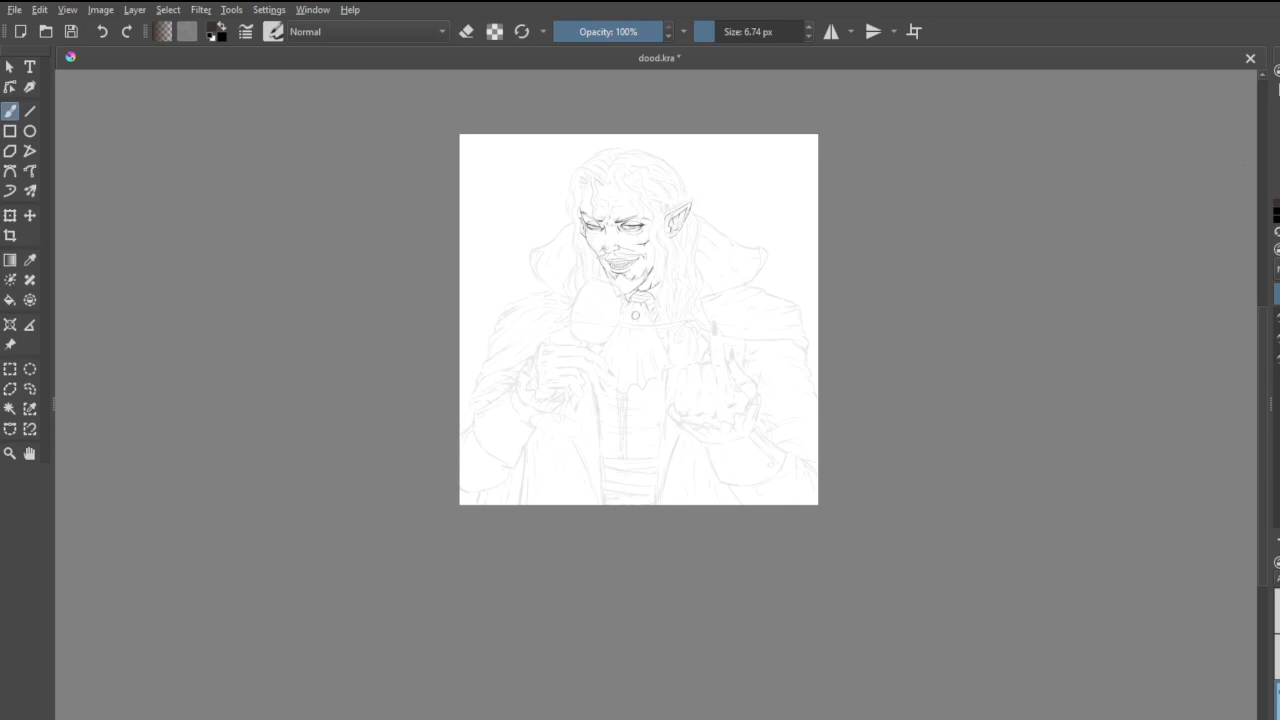 File Edit View Image Layer Select Filter Tools Settings Window Help
Normal Opacity: 100% Size: 6.74 px
dood.kra *